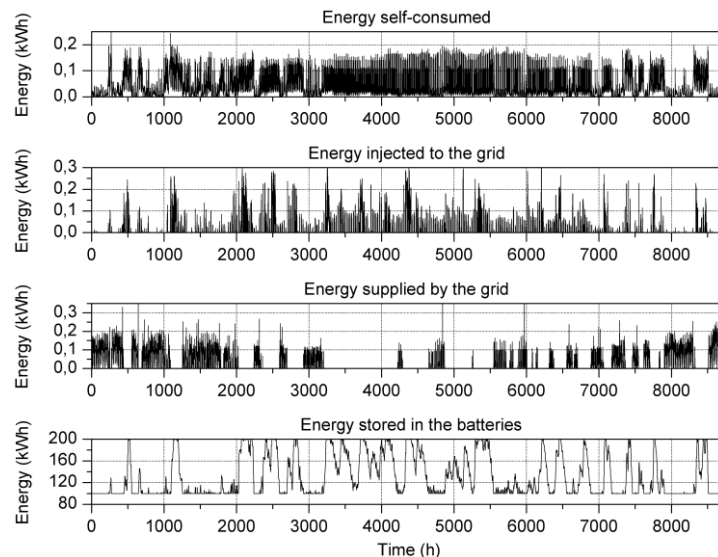 Energy self-consumed
Energy (kWh)
0,2
0,1
0,0
0 1000 2000 3000 4000 5000 6000 7000 8000
Energy injected to the grid
Energy (kWh)
0,3
0,2
0,1
0,0
0 1000 2000 3000 4000 5000 6000 7000 8000
Energy supplied by the grid
Energy (kWh)
0,3
0,2
0,1
0,0
0 1000 2000 3000 4000 5000 6000 7000 8000
Energy stored in the batteries
Energy (kWh)
200
160
120
80
0 1000 2000 3000 4000 5000 6000 7000 8000
Time (h)